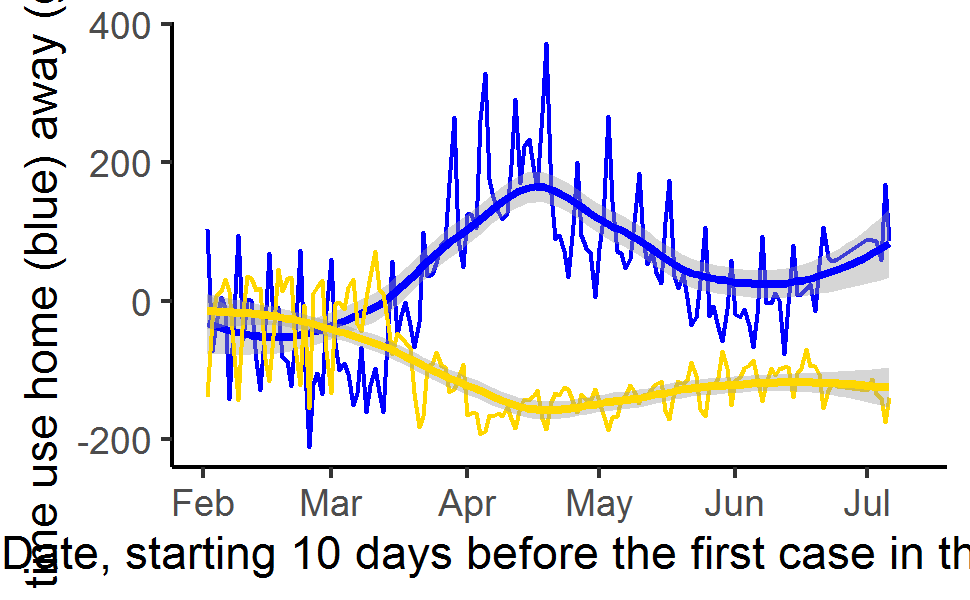 time use home (blue) away (
400
200
0
-200
Feb Mar Apr May Jun Jul
Date, starting 10 days before the first case in th